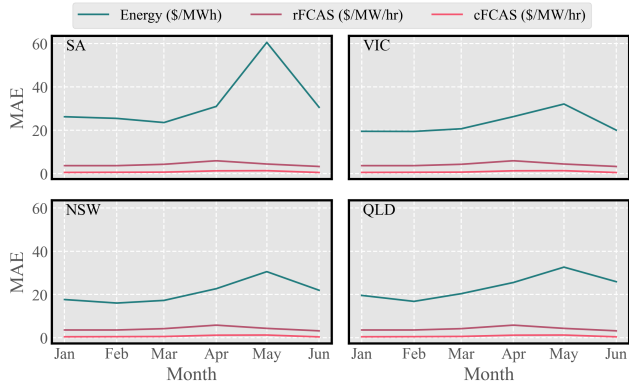 Energy ($/MWh) rFCAS ($/MW/hr) cFCAS ($/MW/hr)
SA VIC
MAE
60
40
20
0
NSW QLD
MAE
60
40
20
0
Jan Feb Mar Apr May Jun Jan Feb Mar Apr May Jun
Month Month